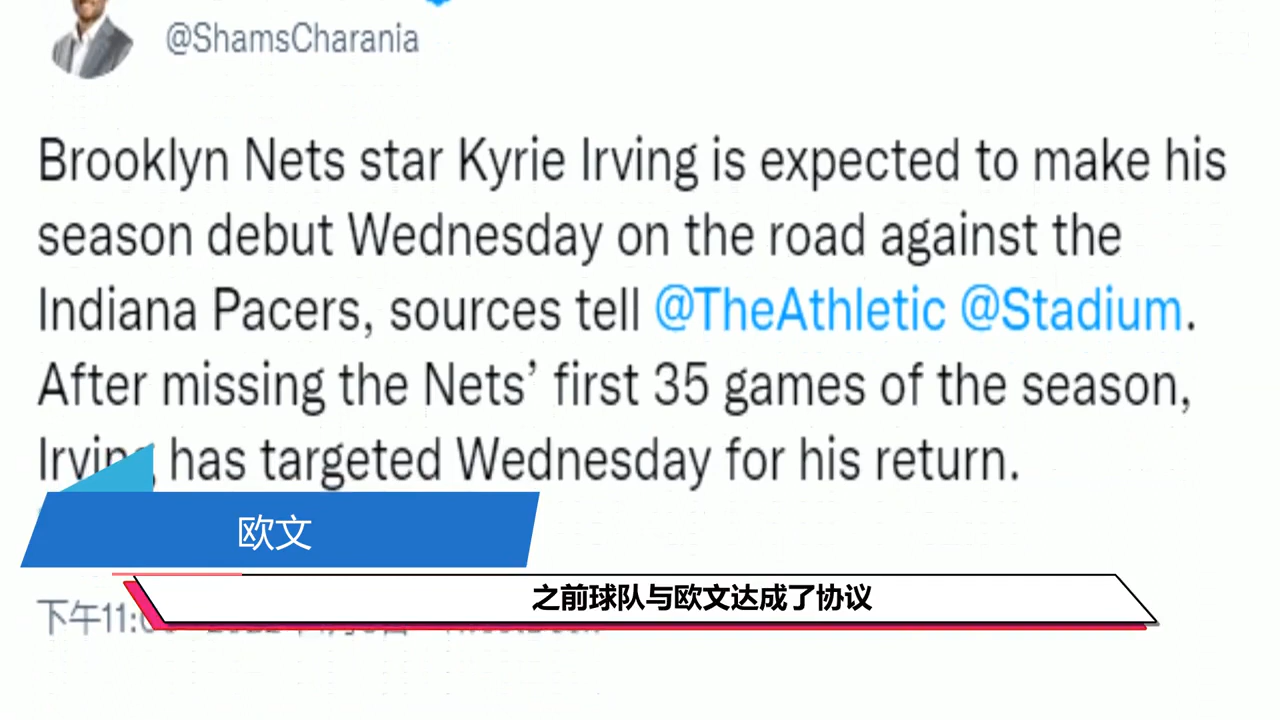 @ShamsCharania
Brooklyn Nets star Kyrie Irving is expected to make his
season debut Wednesday on the road against the
Indiana Pacers, sources tell @TheAthletic @Stadium.
After missing the Nets’ first 35 games of the season,
Irving has targeted Wednesday for his return.
欧文
之前球队与欧文达成了协议
下午11: